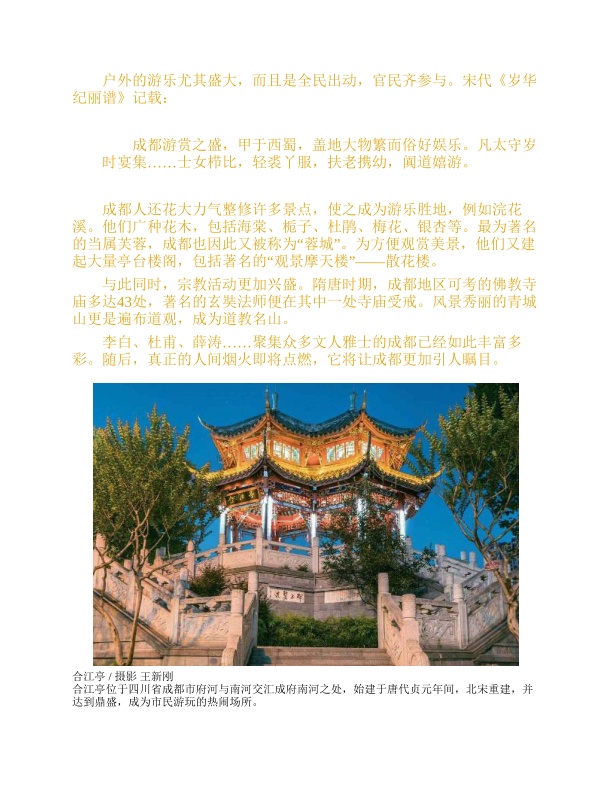 户外的游乐尤其盛大，而且是全民出动，官民齐参与。宋代《岁华
纪丽谱》记载：
成都游赏之盛，甲于西蜀，盖地大物繁而俗好娱乐。凡太守岁
时宴集……士女栉比，轻裘丫服，扶老携幼，阗道嬉游。
成都人还花大力气整修许多景点，使之成为游乐胜地，例如浣花
溪。他们广种花木，包括海棠、栀子、杜鹃、梅花、银杏等。最为著名
的当属芙蓉，成都也因此又被称为“蓉城”。为方便观赏美景，他们又建
起大量亭台楼阁，包括著名的“观景摩天楼”——散花楼。
与此同时，宗教活动更加兴盛。隋唐时期，成都地区可考的佛教寺
庙多达43处，著名的玄奘法师便在其中一处寺庙受戒。风景秀丽的青城
山更是遍布道观，成为道教名山。
李白、杜甫、薛涛……聚集众多文人雅士的成都已经如此丰富多
彩。随后，真正的人间烟火即将点燃，它将让成都更加引人瞩目。
合江亭 / 摄影 王新刚
合江亭位于四川省成都市府河与南河交汇成府南河之处，始建于唐代贞元年间，北宋重建，并
达到鼎盛，成为市民游玩的热闹场所。